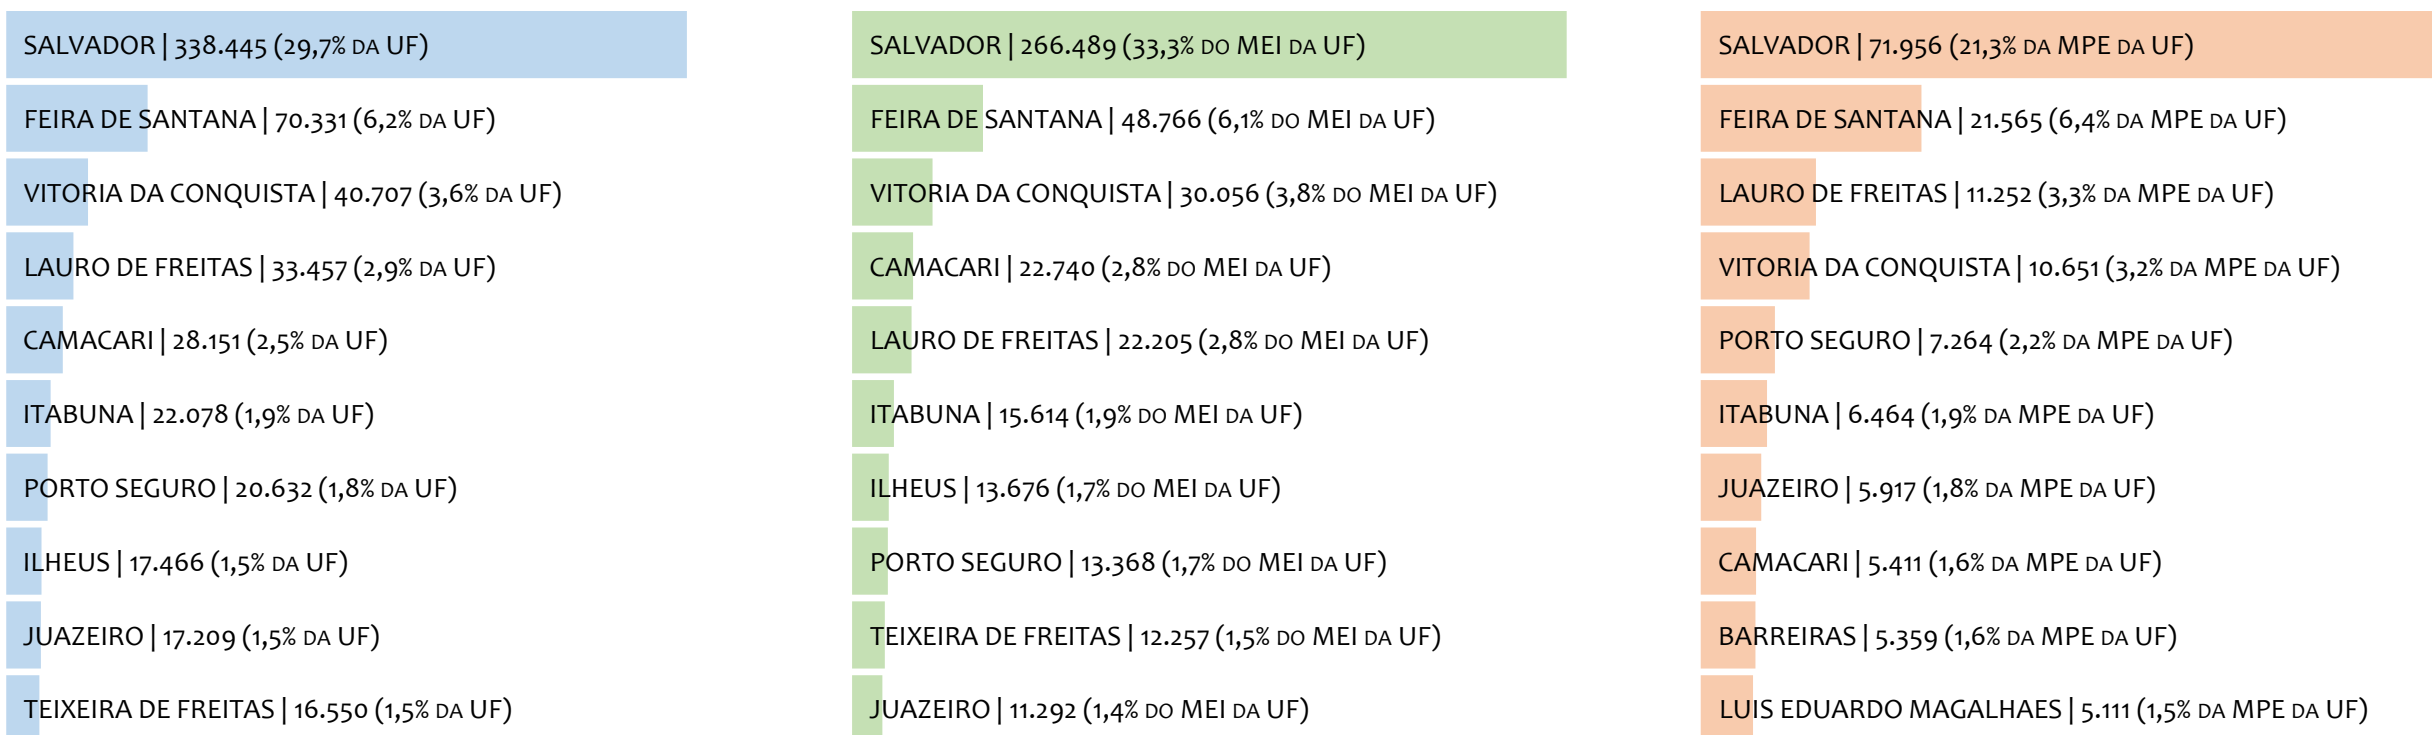 SALVADOR | 338.445 (29,7% DA UF)
FEIRA DE SANTANA | 70.331 (6,2% DA UF)
VITORIA DA CONQUISTA | 40.707 (3,6% DA UF)
LAURO DE FREITAS | 33.457 (2,9% DA UF)
CAMACARI | 28.151 (2,5% DA UF)
ITABUNA | 22.078 (1,9% DA UF)
PORTO SEGURO | 20.632 (1,8% DA UF)
ILHEUS | 17.466 (1,5% DA UF)
JUAZEIRO | 17.209 (1,5% DA UF)
TEIXEIRA DE FREITAS | 16.550 (1,5% DA UF)
SALVADOR | 266.489 (33,3% DO MEI DA UF)
FEIRA DE SANTANA | 48.766 (6,1% DO MEI DA UF)
VITORIA DA CONQUISTA | 30.056 (3,8% DO MEI DA UF)
CAMACARI | 22.740 (2,8% DO MEI DA UF)
LAURO DE FREITAS | 22.205 (2,8% DO MEI DA UF)
ITABUNA | 15.614 (1,9% DO MEI DA UF)
ILHEUS | 13.676 (1,7% DO MEI DA UF)
PORTO SEGURO | 13.368 (1,7% DO MEI DA UF)
TEIXEIRA DE FREITAS | 12.257 (1,5% DO MEI DA UF)
JUAZEIRO | 11.292 (1,4% DO MEI DA UF)
SALVADOR | 71.956 (21,3% DA MPE DA UF)
FEIRA DE SANTANA | 21.565 (6,4% DA MPE DA UF)
LAURO DE FREITAS | 11.252 (3,3% DA MPE DA UF)
VITORIA DA CONQUISTA | 10.651 (3,2% DA MPE DA UF)
PORTO SEGURO | 7.264 (2,2% DA MPE DA UF)
ITABUNA | 6.464 (1,9% DA MPE DA UF)
JUAZEIRO | 5.917 (1,8% DA MPE DA UF)
CAMACARI | 5.411 (1,6% DA MPE DA UF)
BARREIRAS | 5.359 (1,6% DA MPE DA UF)
LUIS EDUARDO MAGALHAES | 5.111 (1,5% DA MPE DA UF)